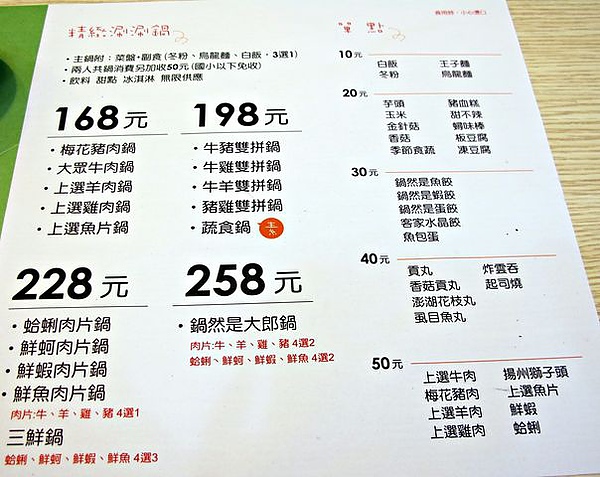 食用時，小心燙口
精緻涮涮鍋
• 主鍋附：菜盤+副食 (冬粉、烏龍麵、白飯，3選1)
• 兩人共鍋消費另加收50元 (國小以下免收)
• 飲料 甜點 冰淇淋 無限供應
168元
• 梅花豬肉鍋
• 大眾牛肉鍋
• 上選羊肉鍋
• 上選雞肉鍋
• 上選魚片鍋
198元
• 牛豬雙拼鍋
• 牛雞雙拼鍋
• 牛羊雙拼鍋
• 豬雞雙拼鍋
• 蔬食鍋 素
228元
• 蛤蜊肉片鍋
• 鮮蚵肉片鍋
• 鮮蝦肉片鍋
• 鮮魚肉片鍋
肉片:牛、羊、雞、豬 4選1
三鮮鍋
蛤蜊、鮮蚵、鮮蝦、鮮魚 4選3
258元
• 鍋然是大郎鍋
肉片:牛、羊、雞、豬 4選2
蛤蜊、鮮蚵、鮮蝦、鮮魚 4選2
單點
10元
白飯 王子麵
冬粉 烏龍麵
20元
芋頭 豬血糕
玉米 甜不辣
金針菇 蟳味棒
香菇 板豆腐
季節食蔬 凍豆腐
30元
鍋然是魚餃
鍋然是蝦餃
鍋然是蛋餃
客家水晶餃
魚包蛋
40元
貢丸 炸雲吞
香菇貢丸 起司燒
澎湖花枝丸
虱目魚丸
50元
上選牛肉 揚州獅子頭
梅花豬肉 上選魚片
上選羊肉 鮮蝦
上選雞肉 蛤蜊